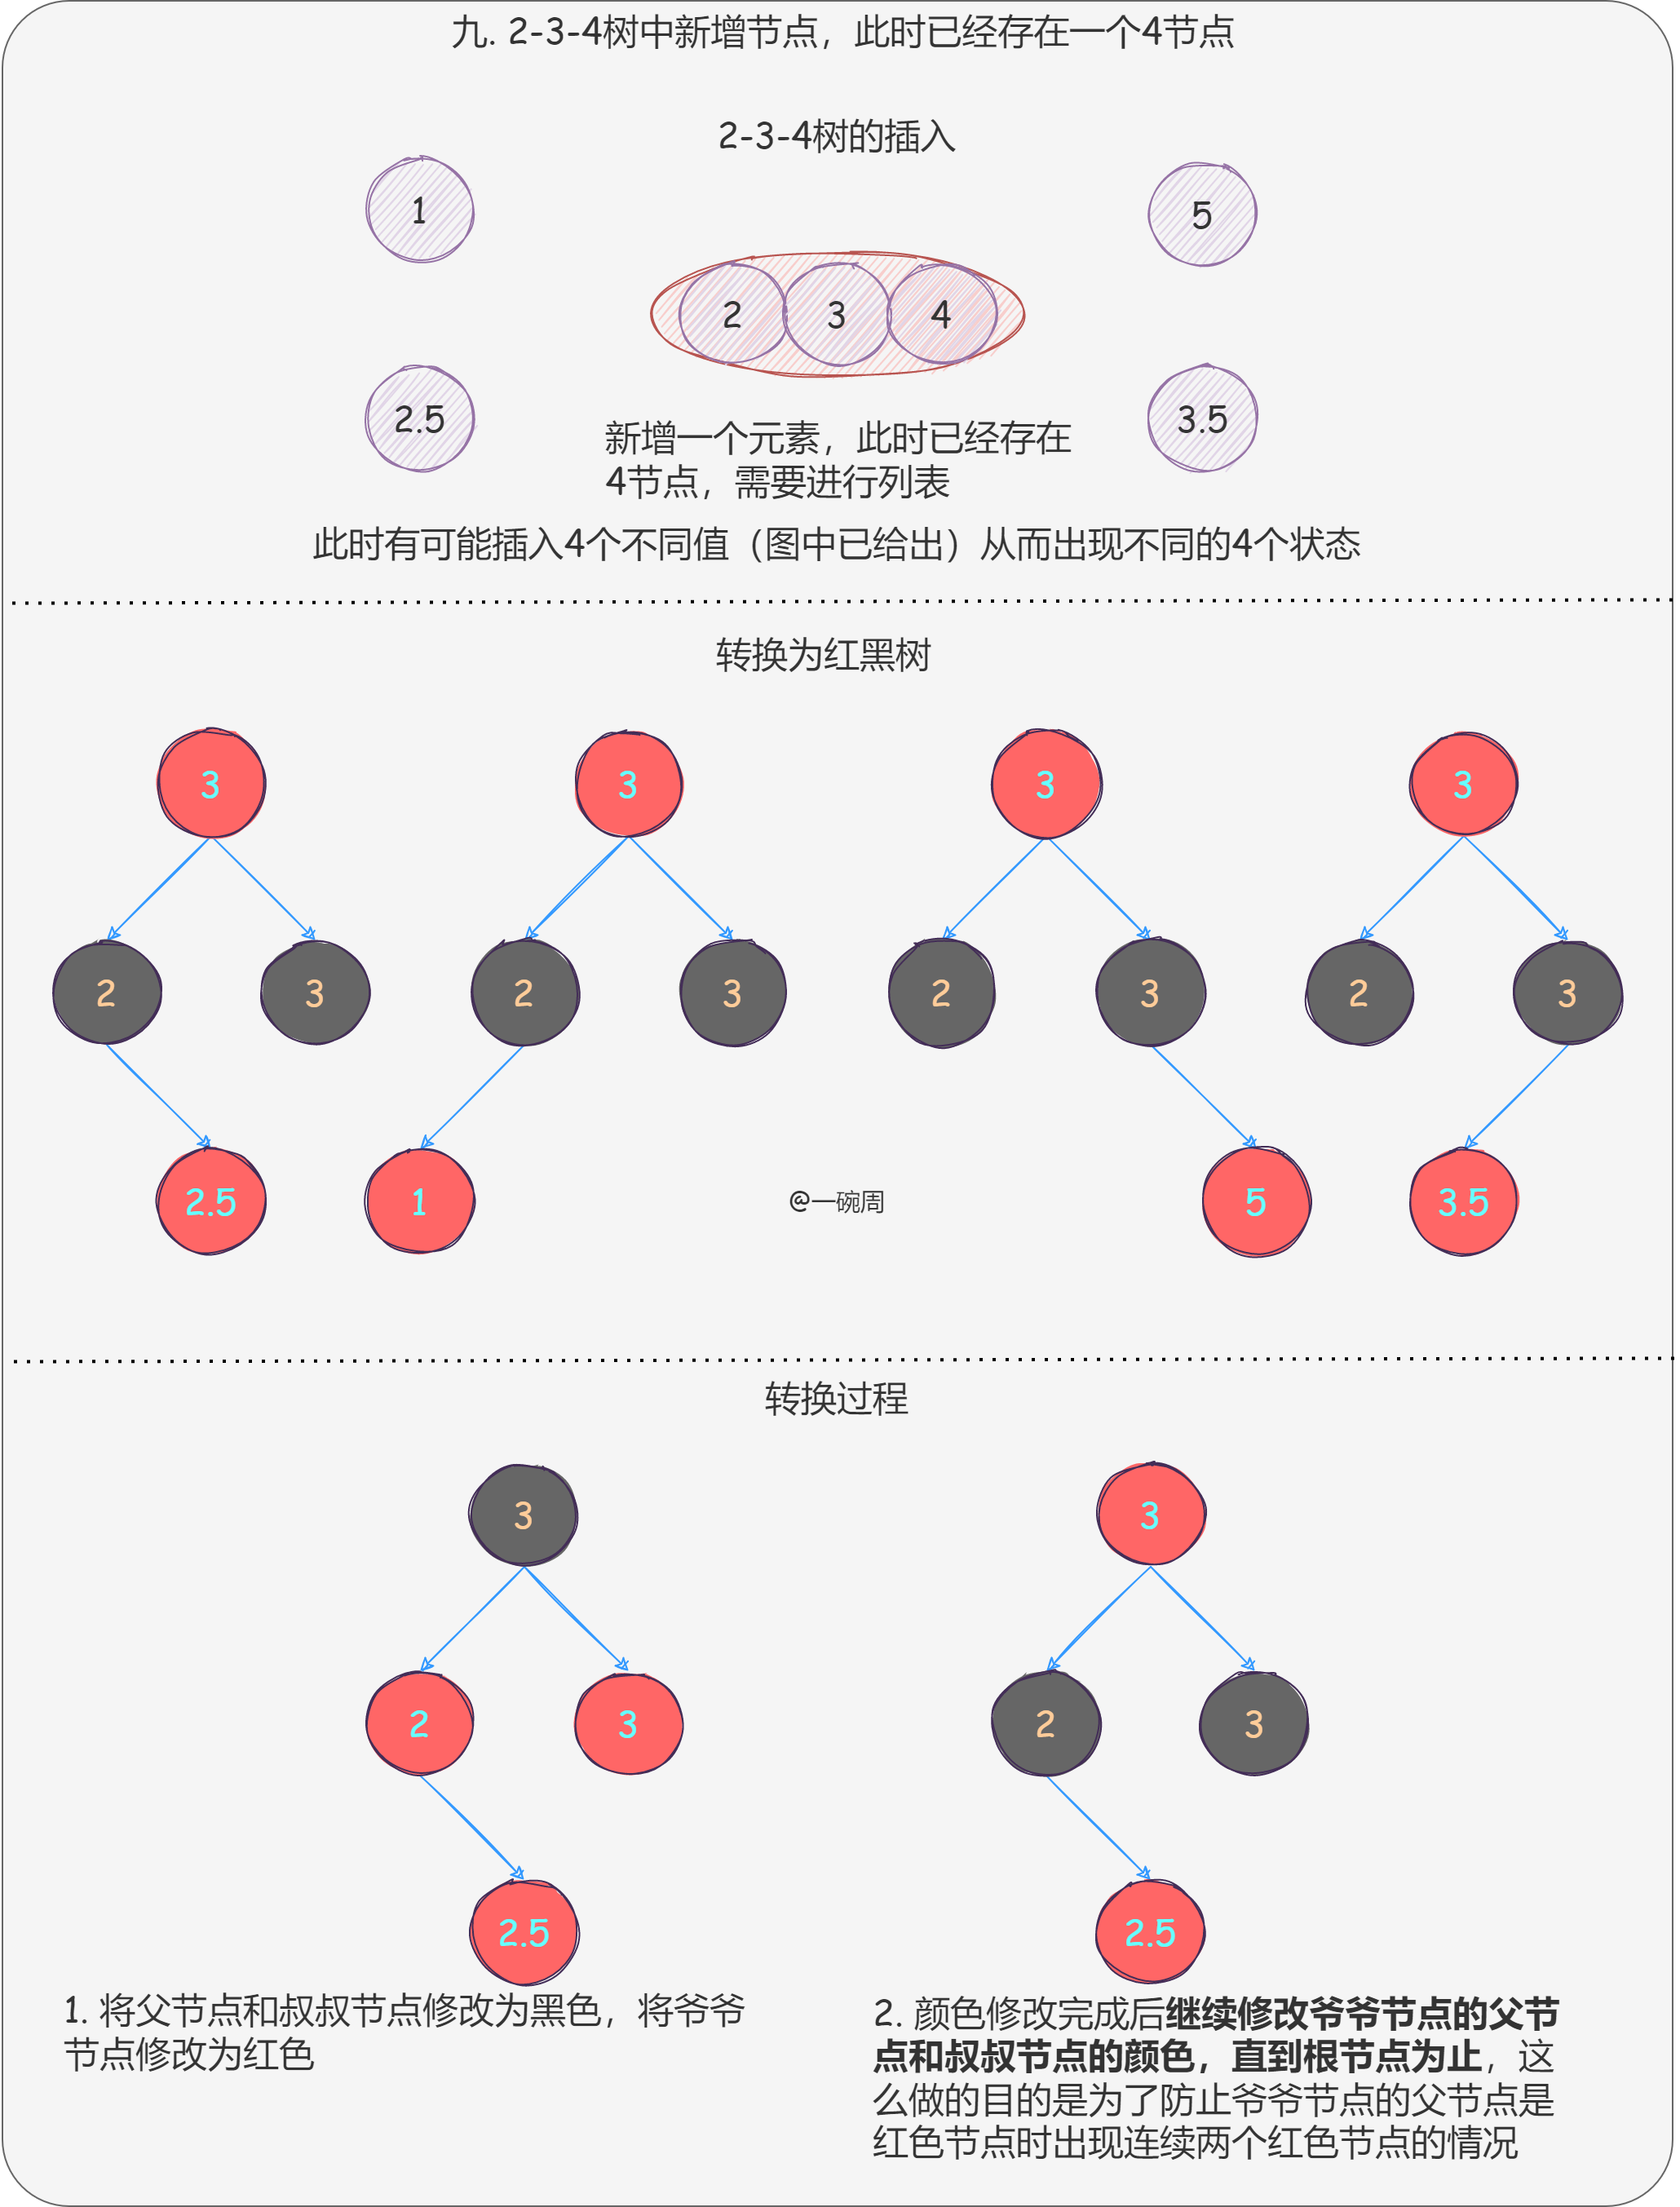 九. 2-3-4树中新增节点，此时已经存在一个4节点
2-3-4树的插入
1
5
2
3
4
2.5
3.5
新增一个元素，此时已经存在
4节点，需要进行列表
此时有可能插入4个不同值（图中已给出）从而出现不同的4个状态
转换为红黑树
3
3
3
3
2
3
2
3
2
3
2
3
2.5
1
@一碗周
5
3.5
转换过程
3
3
2
3
2
3
2.5
2.5
1. 将父节点和叔叔节点修改为黑色，将爷爷
节点修改为红色
2. 颜色修改完成后继续修改爷爷节点的父节
点和叔叔节点的颜色，直到根节点为止，这
么做的目的是为了防止爷爷节点的父节点是
红色节点时出现连续两个红色节点的情况